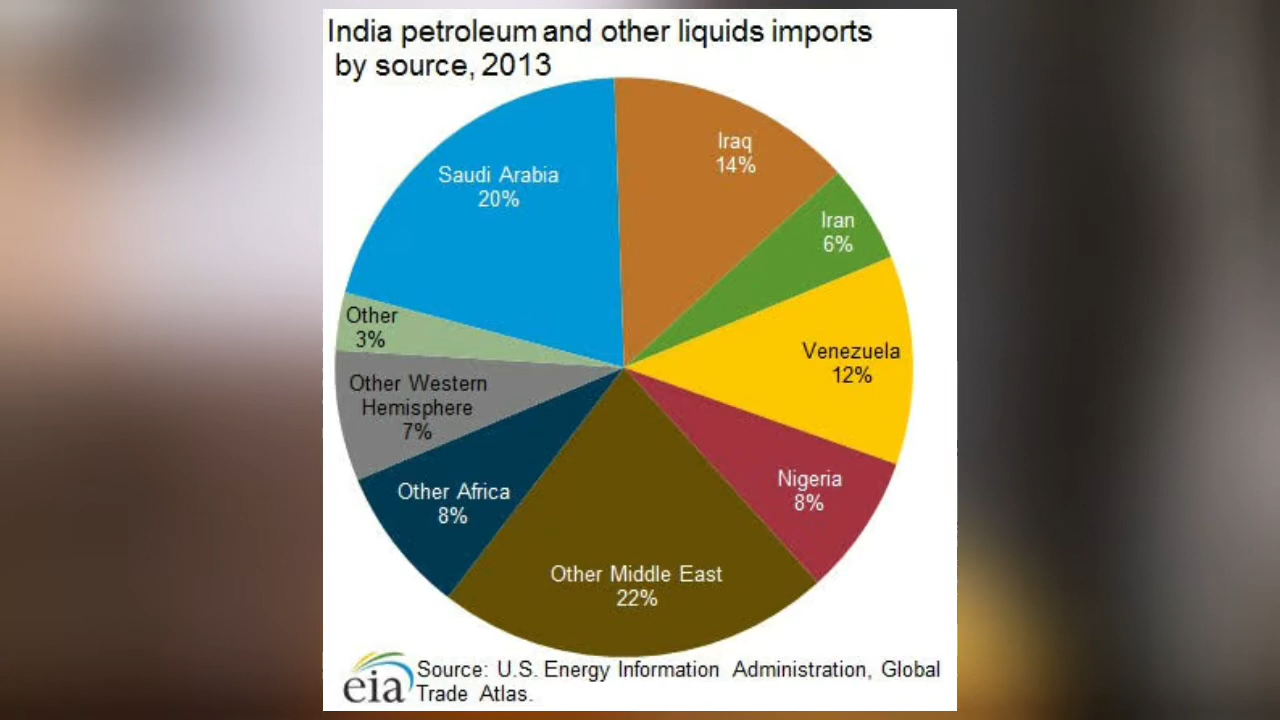 India petroleum and other liquids imports
by source, 2013
Iraq
14%
Saudi Arabia
20%
Iran
6%
Other
3%
Venezuela
12%
Other Western
Hemisphere
7%
Nigeria
8%
Other Africa
8%
Other Middle East
22%
eia
Source: U.S. Energy Information Administration, Global
Trade Atlas.